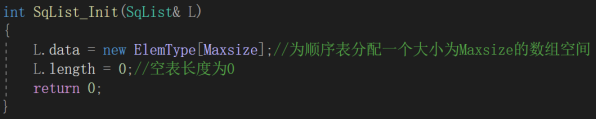 int SqList_Init(SqList& L)
{
L.data = new ElemType[Maxsize];//为顺序表分配一个大小为Maxsize的数组空间
L.length = 0;//空表长度为0
return 0;
}